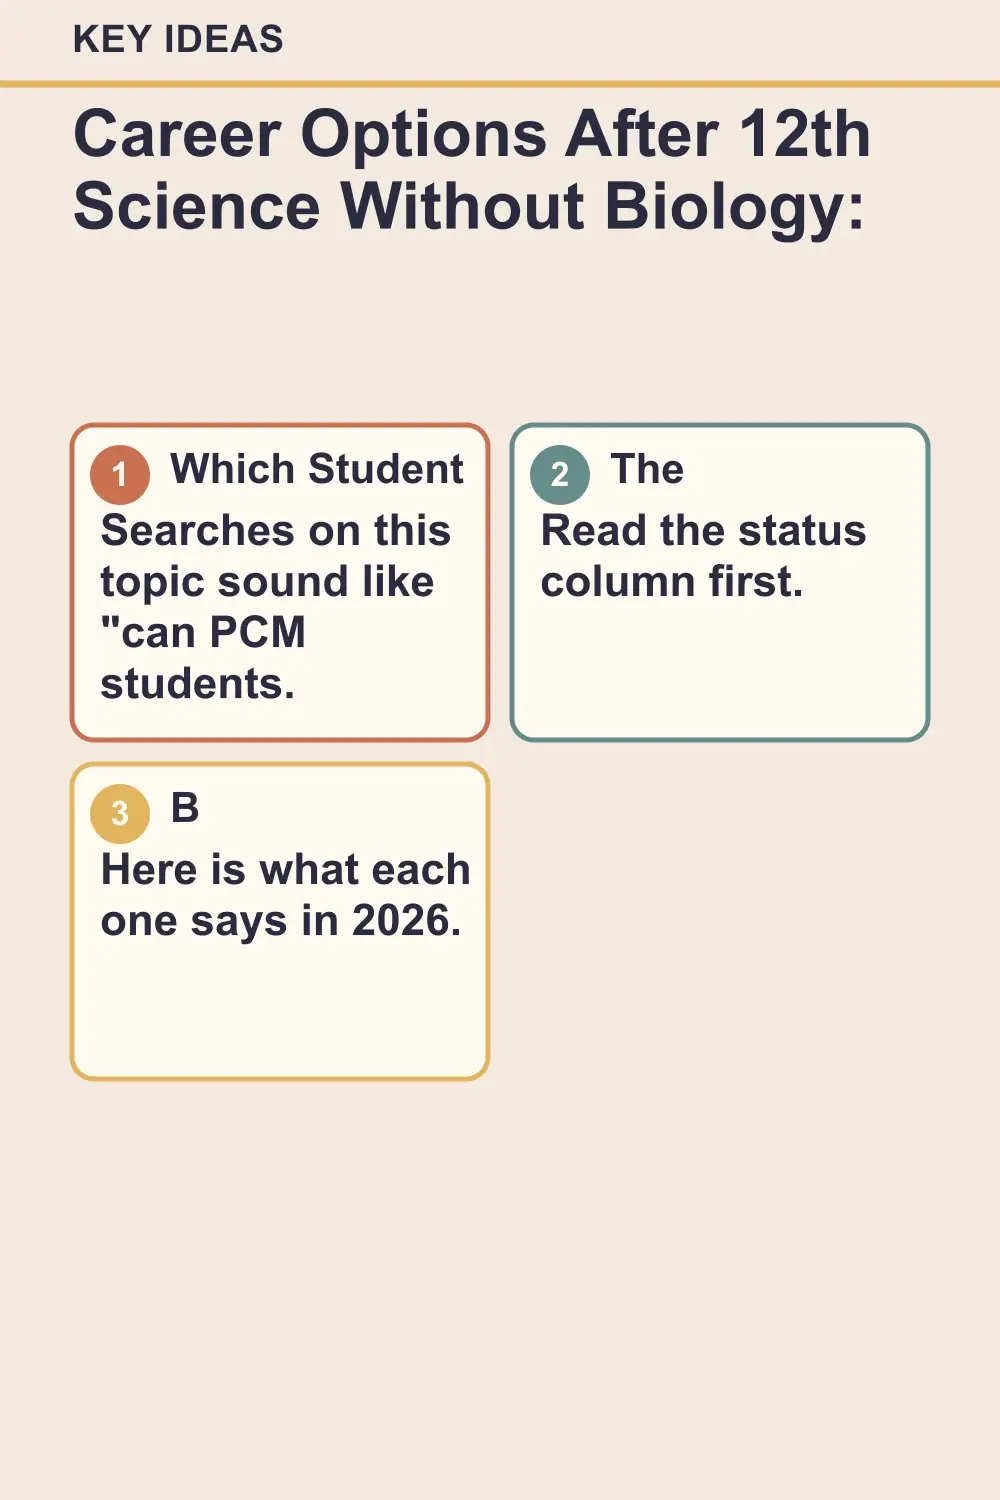 KEY IDEAS
Career Options After 12th
Science Without Biology:
1 Which Student
Searches on this
topic sound like
"can PCM
students.
2 The
Read the status
column first.
3 B
Here is what each
one says in 2026.